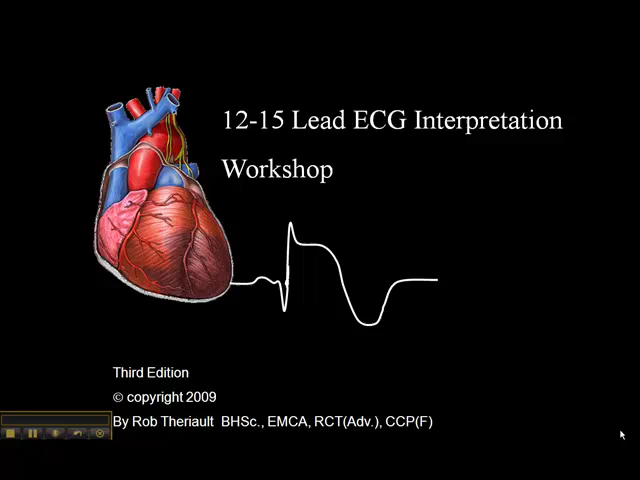 12-15 Lead ECG Interpretation
Workshop
Third Edition
© copyright 2009
By Rob Theriault  BHSc., EMCA, RCT(Adv.), CCP(F)